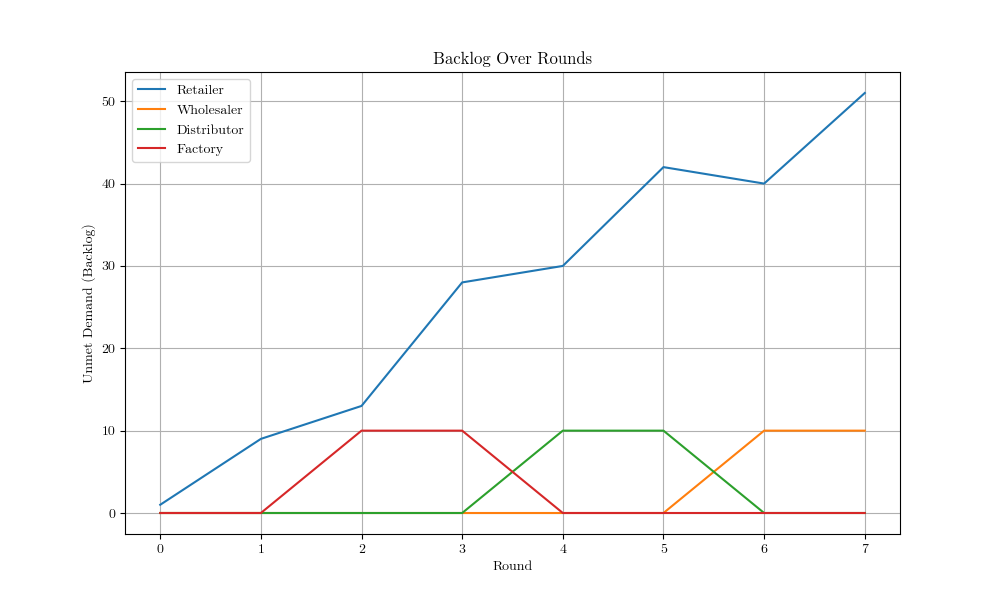 Backlog Over Rounds
Retailer
Wholesaler
Distributor
Factory
Unmet Demand (Backlog)
50
40
30
20
10
0
0 1 2 3 4 5 6 7
Round